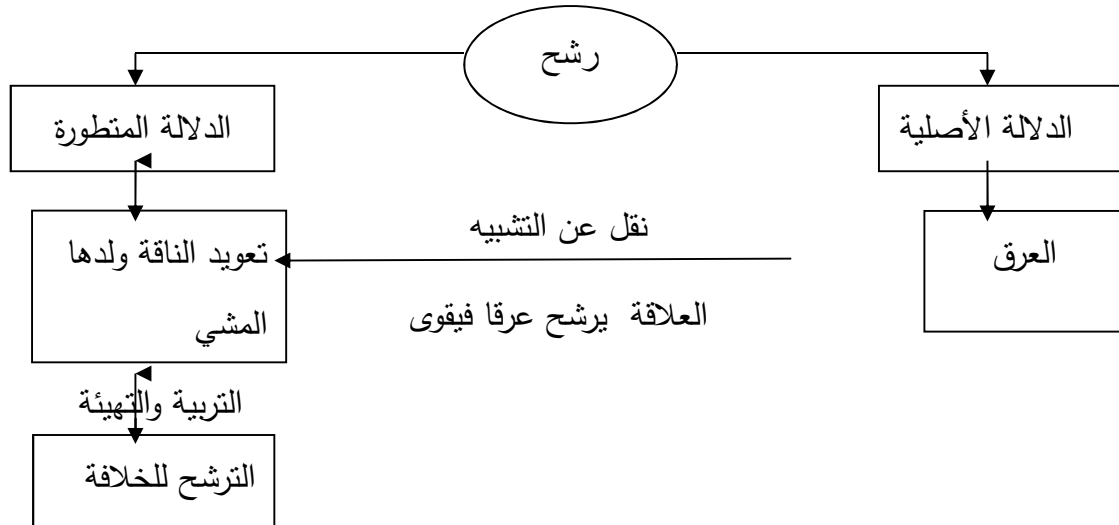 رشح
الدلالة الأصلية
الدلالة المتطورة
العرق
نقل عن التشبيه
العلاقة يرشح عرقا فيقوى
تعويد الناقة ولدها
المشي
التربية والتهيئة
الترشح للخلافة